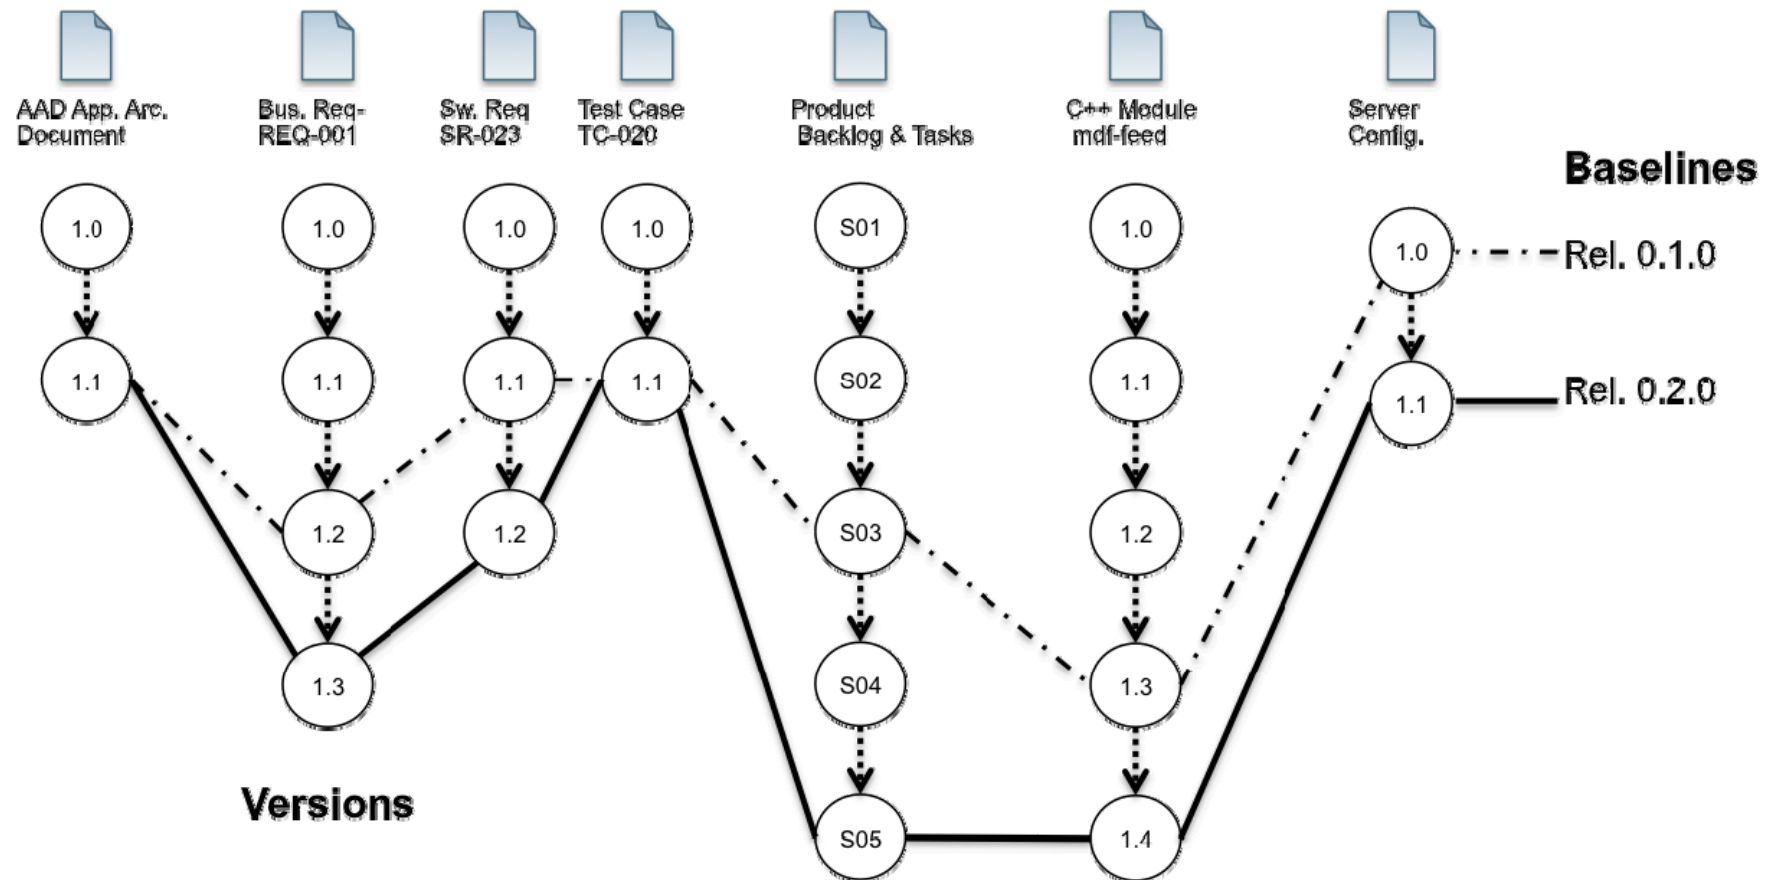 AAD App. Arc.
Document
Bus. Req-
REQ-001
Sw. Req
SR-023
Test Case
TC-020
Product
Backlog & Tasks
C++ Module
mdf-feed
Server
Config.
Baselines
1.0
1.0
1.0
1.0
S01
1.0
1.0
Rel. 0.1.0
1.1
1.1
1.1
1.1
S02
1.1
1.1
Rel. 0.2.0
1.2
1.2
S03
1.2
1.3
S04
1.3
Versions
S05
1.4